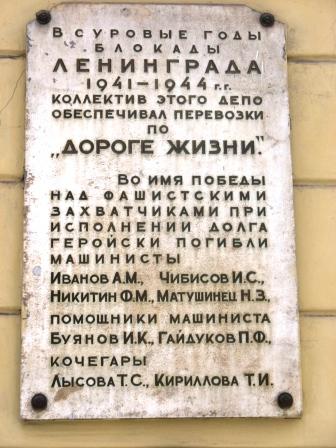 В СУРОВЫЕ ГОДЫ
БЛОКАДЫ
ЛЕНИНГРАДА
1941–1944 г.г.
КОЛЛЕКТИВ ЭТОГО ДЕПО
ОБЕСПЕЧИВАЛ ПЕРЕВОЗКИ
ПО
„ДОРОГЕ ЖИЗНИ".
ВО ИМЯ ПОБЕДЫ
НАД ФАШИСТСКИМИ
ЗАХВАТЧИКАМИ ПРИ
ИСПОЛНЕНИИ ДОЛГА
ГЕРОЙСКИ ПОГИБЛИ
МАШИНИСТЫ
ИВАНОВ А.М., ЧИБИСОВ И.С.,
НИКИТИН Ф.М., МАТУШИНЕЦ Н.З.,
ПОМОЩНИКИ МАШИНИСТА
БУЯНОВ И.К., ГАЙДУКОВ П.Ф.,
КОЧЕГАРЫ
ЛЫСОВА Т.С., КИРИЛЛОВА Т.И.